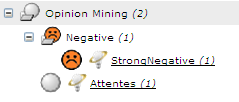 Opinion Mining (2)
Negative (1)
StrongNegative (1)
Attentes (1)